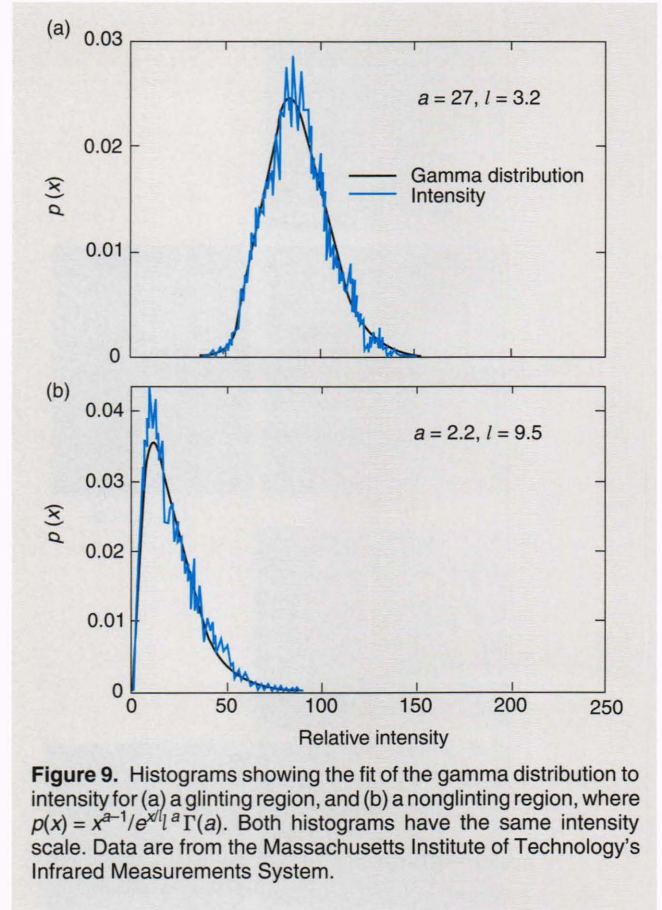 (a)
0.03
0.02
0.01
0
p (x)
a = 27, l = 3.2
Gamma distribution
Intensity
(b)
0.04
0.03
0.02
0.01
0
p (x)
a = 2.2, l = 9.5
0 50 100 150 200 250
Relative intensity
Figure 9. Histograms showing the fit of the gamma distribution to
intensity for (a) a glinting region, and (b) a nonglinting region, where
p(x) = x^{a–1}/e^{x/l} l^a Γ(a). Both histograms have the same intensity
scale. Data are from the Massachusetts Institute of Technology's
Infrared Measurements System.